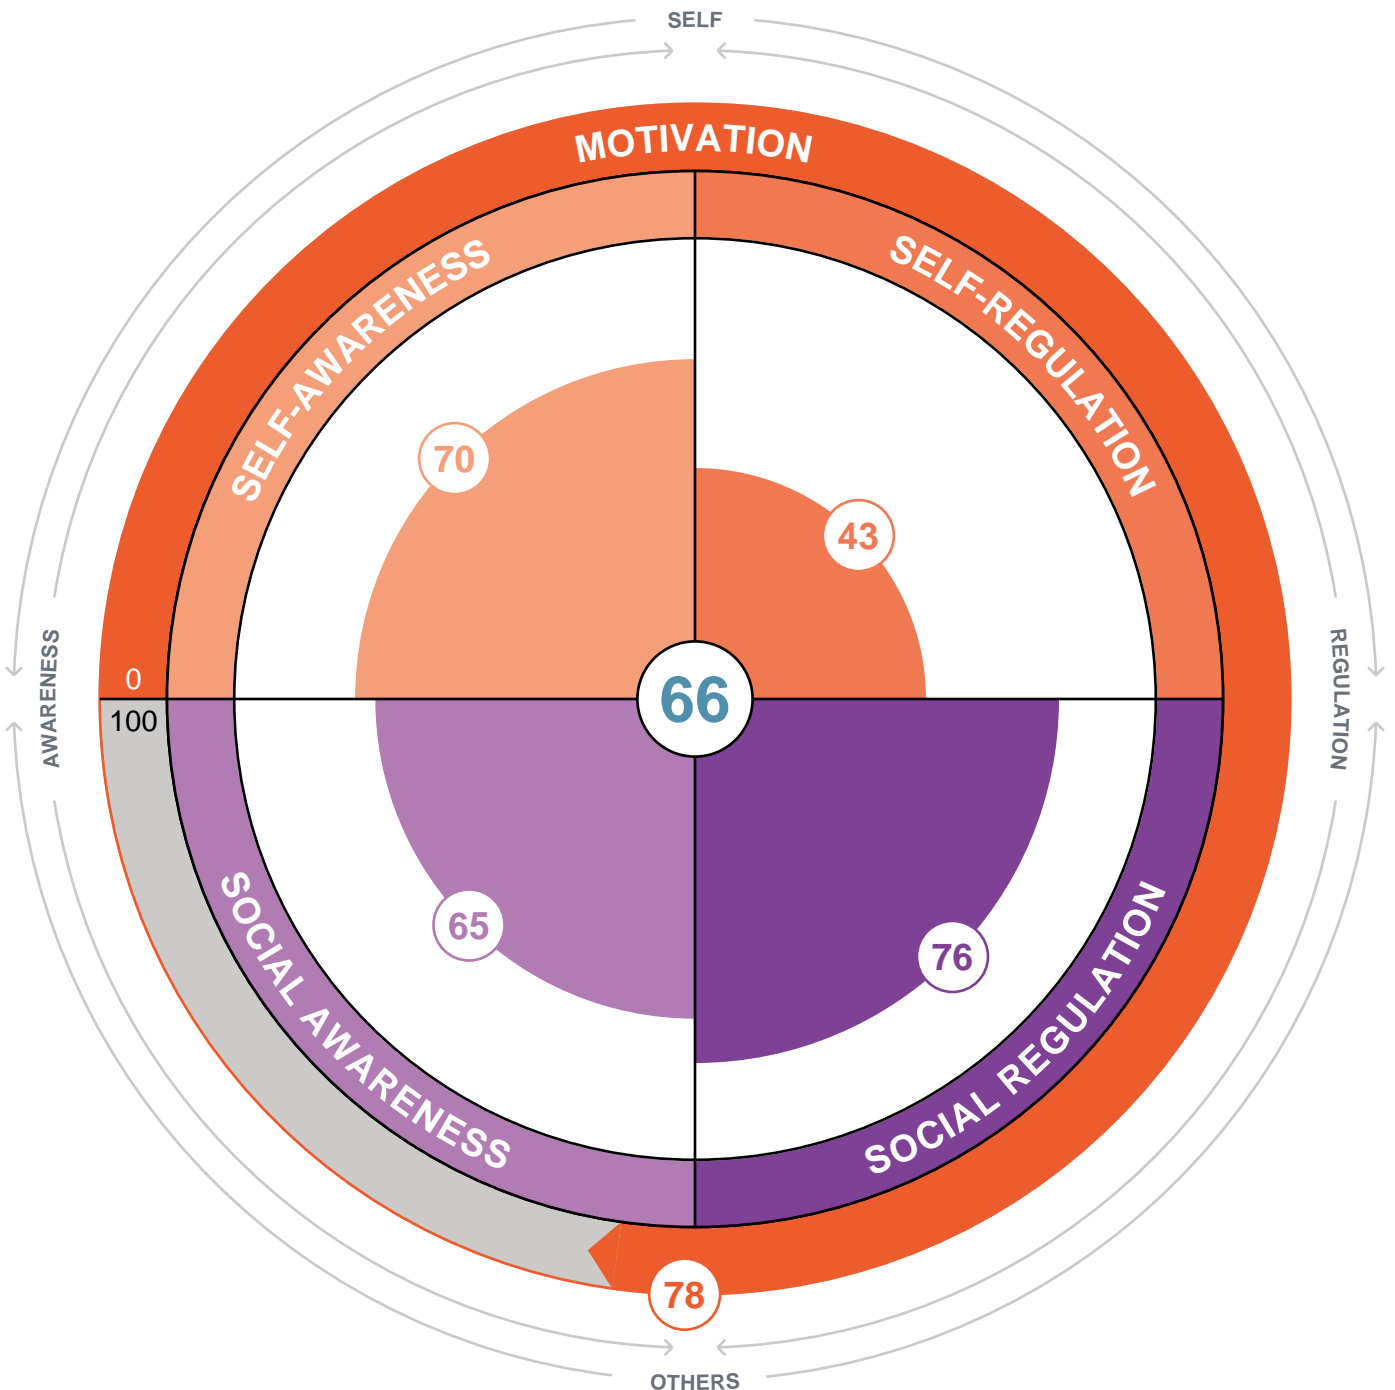 SELF
MOTIVATION
SELF-AWARENESS
SELF-REGULATION
70
43
AWARENESS
REGULATION
0
100
66
65
76
SOCIAL AWARENESS
SOCIAL REGULATION
78
OTHERS